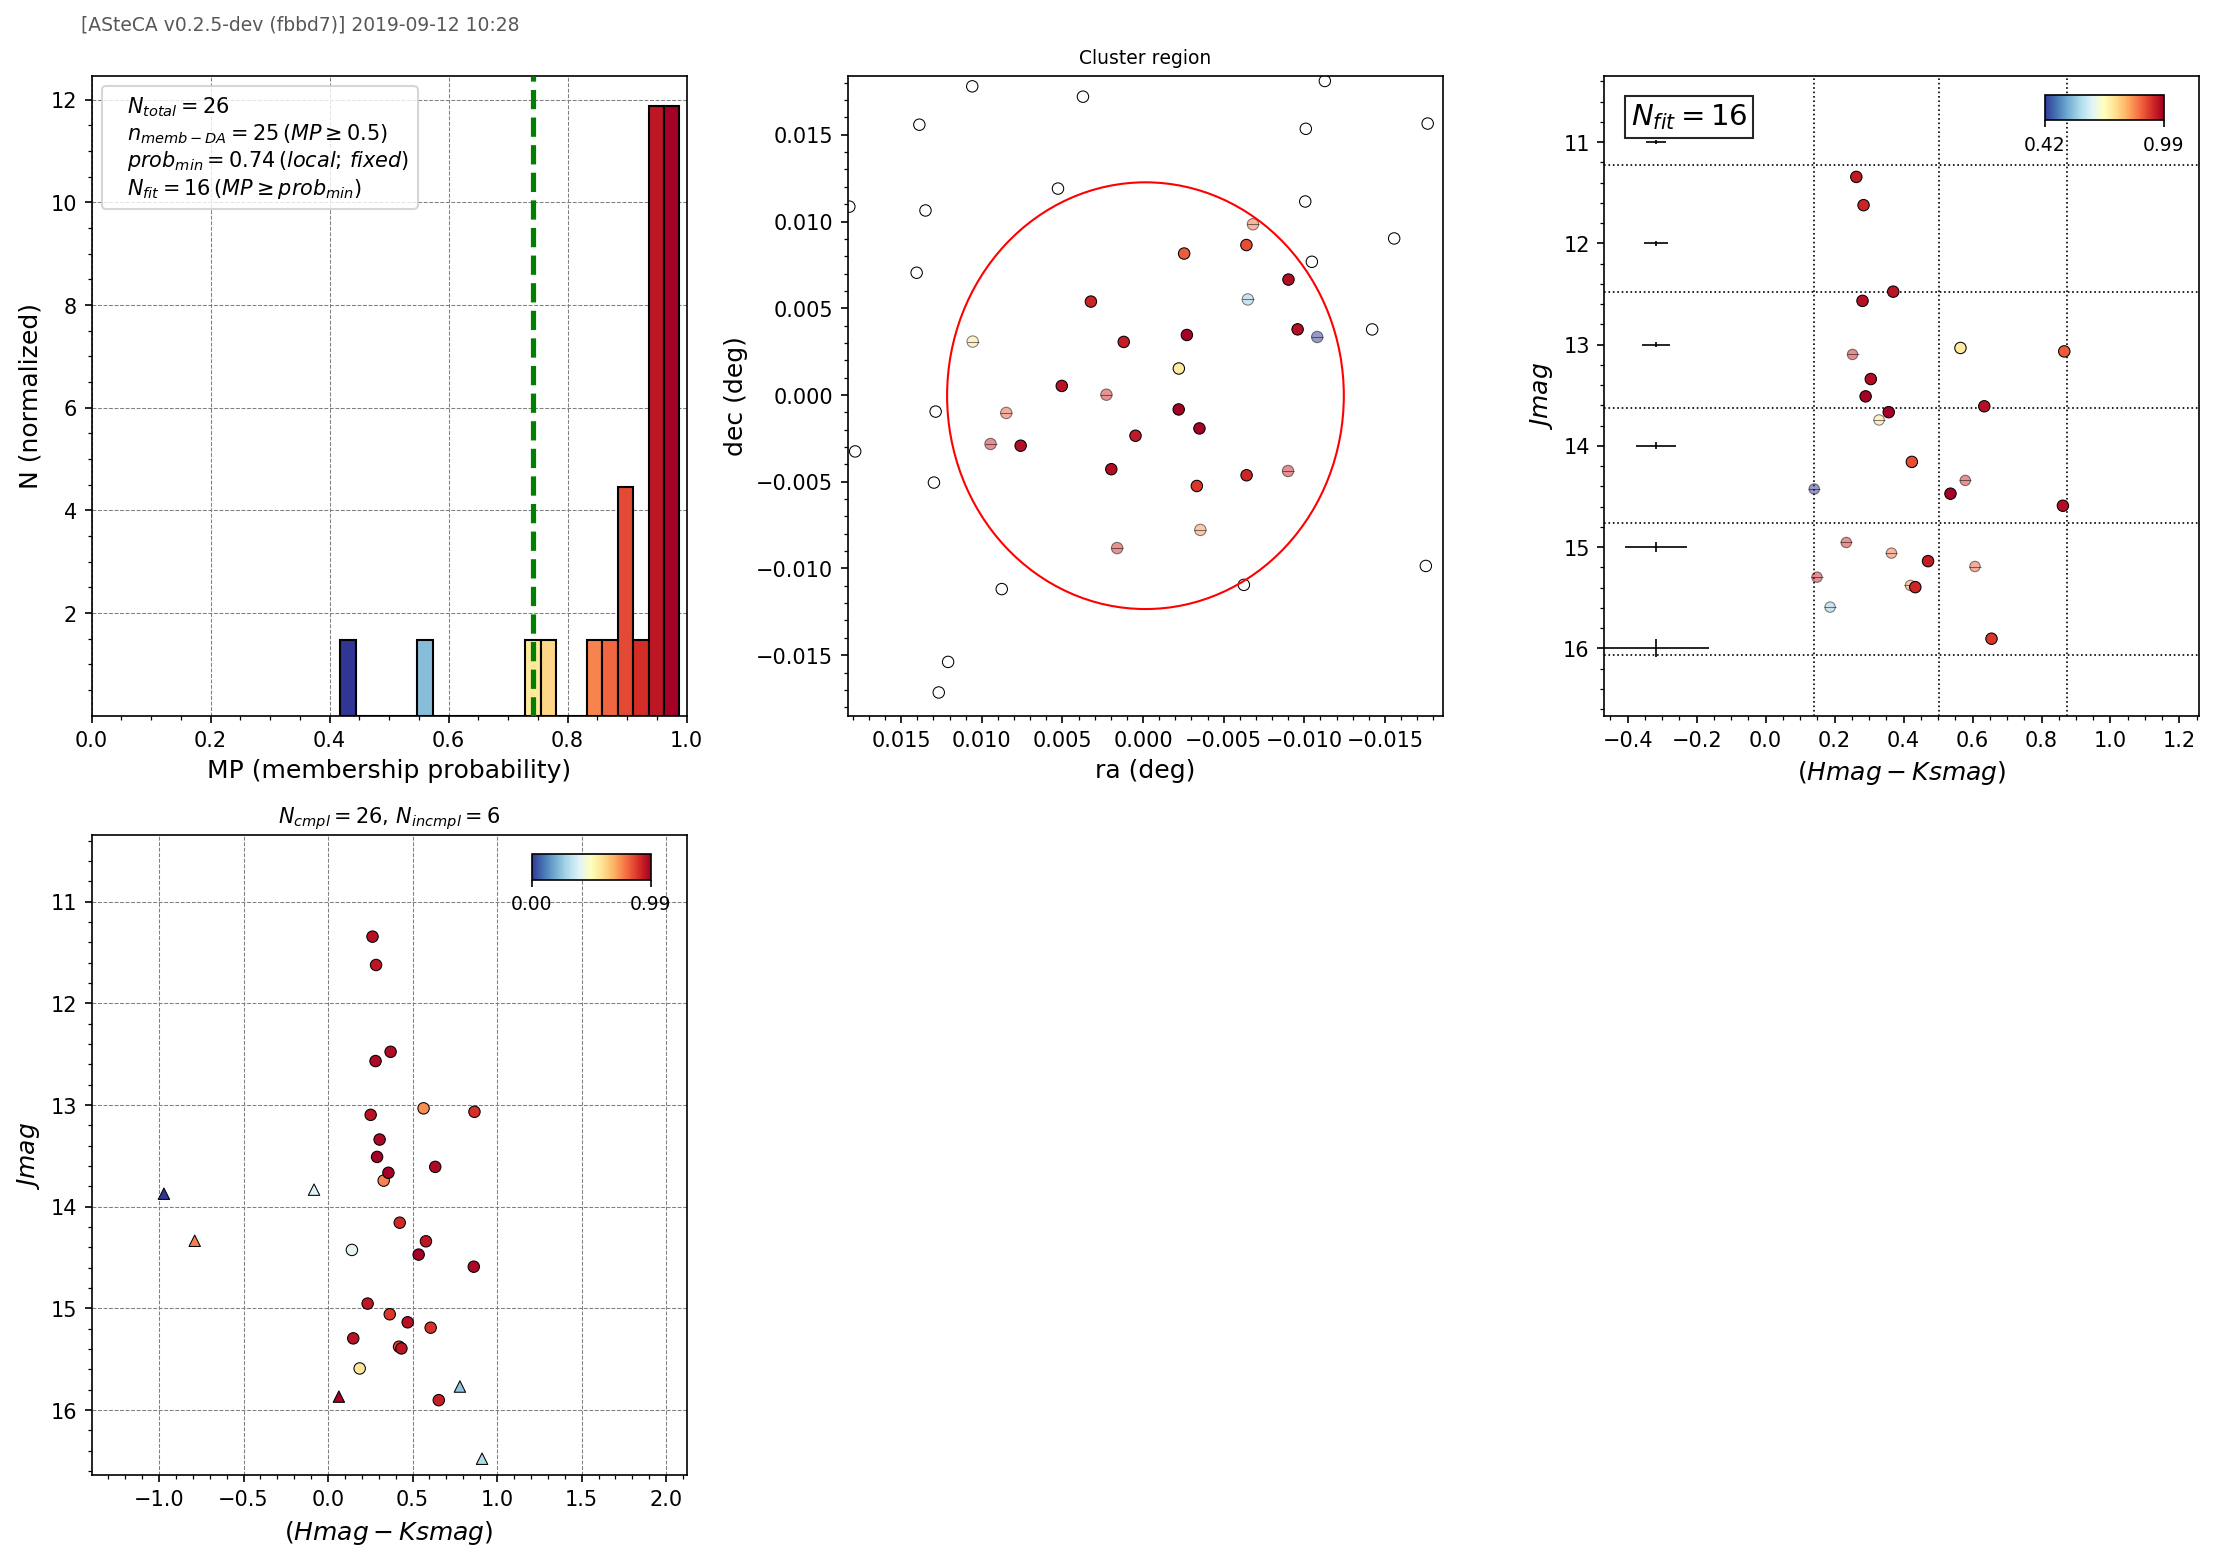 [ASteCA v0.2.5-dev (fbbd7)] 2019-09-12 10:28
N_total = 26
n_memb-DA = 25 (MP ≥ 0.5)
prob_min = 0.74 (local; fixed)
N_fit = 16 (MP ≥ prob_min)
12
10
8
6
4
2
N (normalized)
0.0 0.2 0.4 0.6 0.8 1.0
MP (membership probability)
Cluster region
0.015
0.010
0.005
0.000
−0.005
−0.010
−0.015
dec (deg)
0.015 0.010 0.005 0.000 −0.005 −0.010 −0.015
ra (deg)
N_fit = 16
0.42 0.99
11
12
13
14
15
16
Jmag
−0.4 −0.2 0.0 0.2 0.4 0.6 0.8 1.0 1.2
(Hmag − Ksmag)
N_cmpl = 26, N_incmpl = 6
0.00 0.99
11
12
13
14
15
16
Jmag
−1.0 −0.5 0.0 0.5 1.0 1.5 2.0
(Hmag − Ksmag)